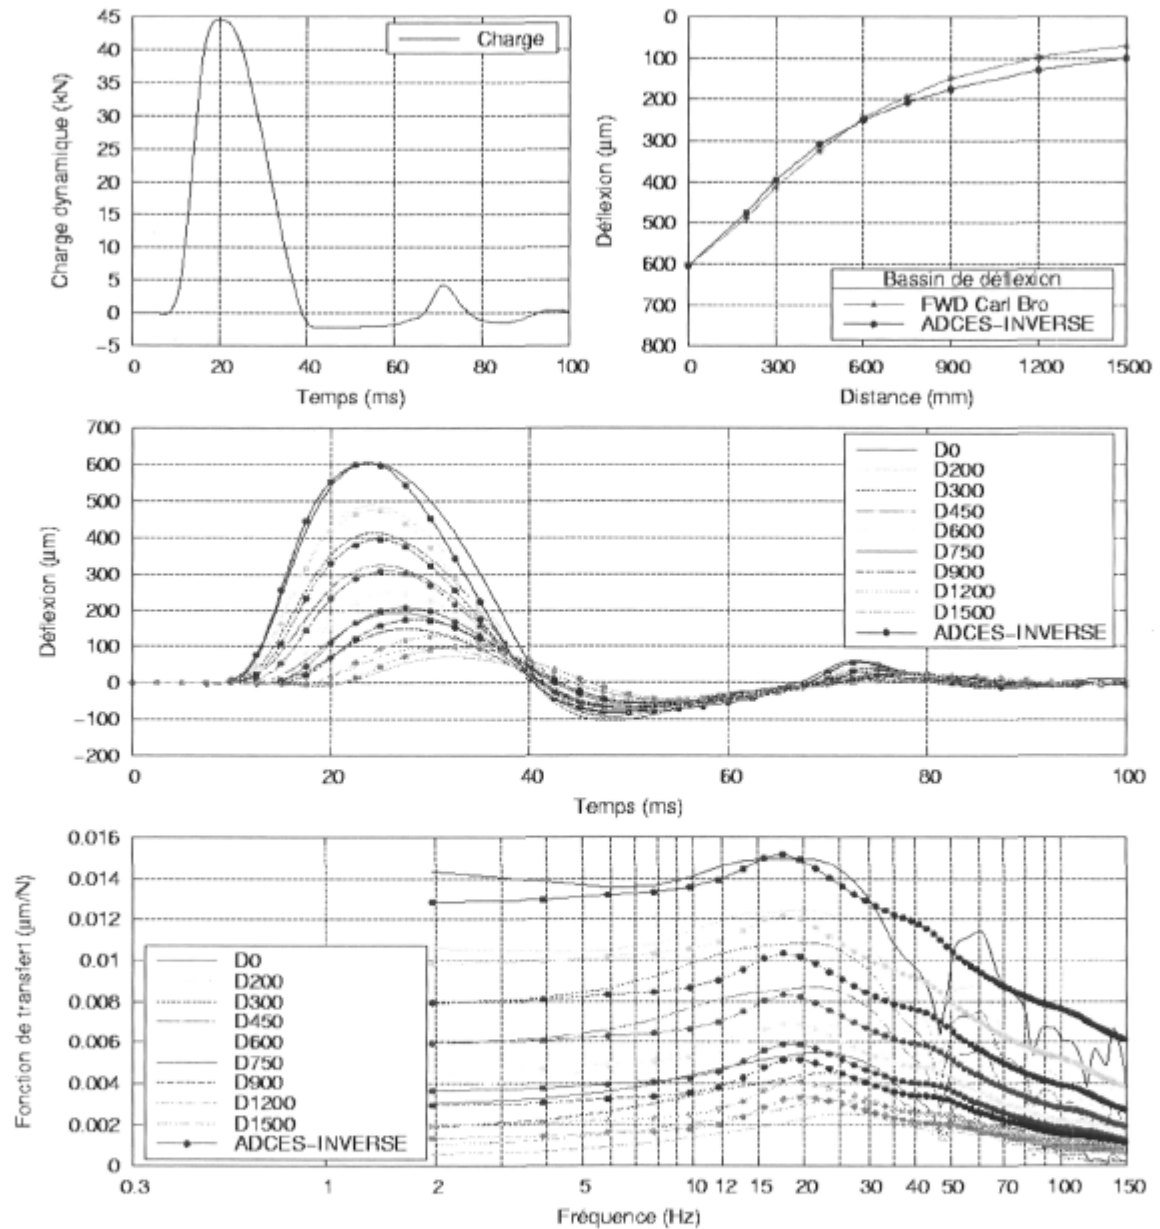 Charge dynamique (kN)
45
40
35
30
25
20
15
10
5
0
−5
Charge
0
20
40
60
80
100
Temps (ms)
Déflexion (µm)
0
100
200
300
400
500
600
700
800
Bassin de déflexion
FWD Carl Bro
ADCES−INVERSE
0
300
600
900
1200
1500
Distance (mm)
Déflexion (µm)
700
600
500
400
300
200
100
0
−100
−200
D0
D200
D300
D450
D600
D750
D900
D1200
D1500
ADCES−INVERSE
0
20
40
60
80
100
Temps (ms)
Fonction de transfert (µm/N)
0.016
0.014
0.012
0.01
0.008
0.006
0.004
0.002
0
D0
D200
D300
D450
D600
D750
D900
D1200
D1500
ADCES−INVERSE
0.3
1
2
5
10
12
15
20
30
40
50
70
100
150
Fréquence (Hz)